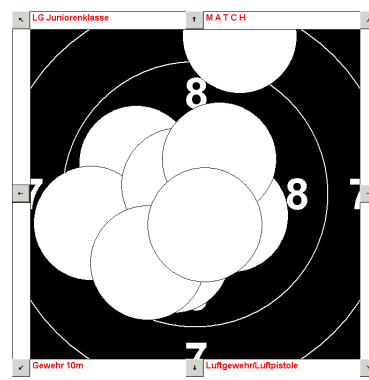 LG Juniorenklasse
M A T C H
8
7
8
7
7
Gewehr 10m
Luftgewehr/Luftpistole